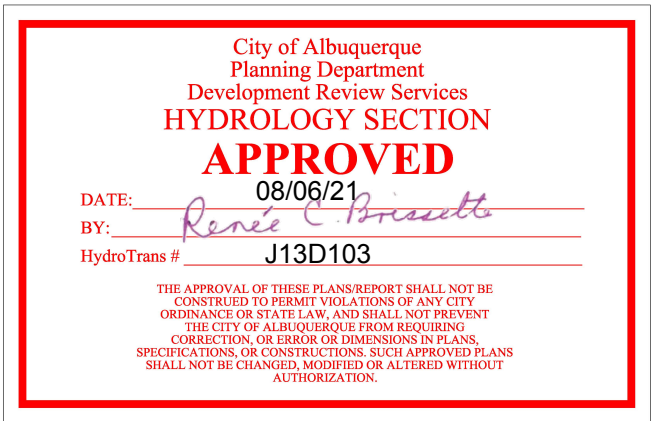 City of Albuquerque
Planning Department
Development Review Services
HYDROLOGY SECTION
APPROVED
DATE: 08/06/21
BY: Renée C. Brissette
HydroTrans # J13D103
THE APPROVAL OF THESE PLANS/REPORT SHALL NOT BE
CONSTRUED TO PERMIT VIOLATIONS OF ANY CITY
ORDINANCE OR STATE LAW, AND SHALL NOT PREVENT
THE CITY OF ALBUQUERQUE FROM REQUIRING
CORRECTION, OR ERROR OR DIMENSIONS IN PLANS,
SPECIFICATIONS, OR CONSTRUCTIONS. SUCH APPROVED PLANS
SHALL NOT BE CHANGED, MODIFIED OR ALTERED WITHOUT
AUTHORIZATION.